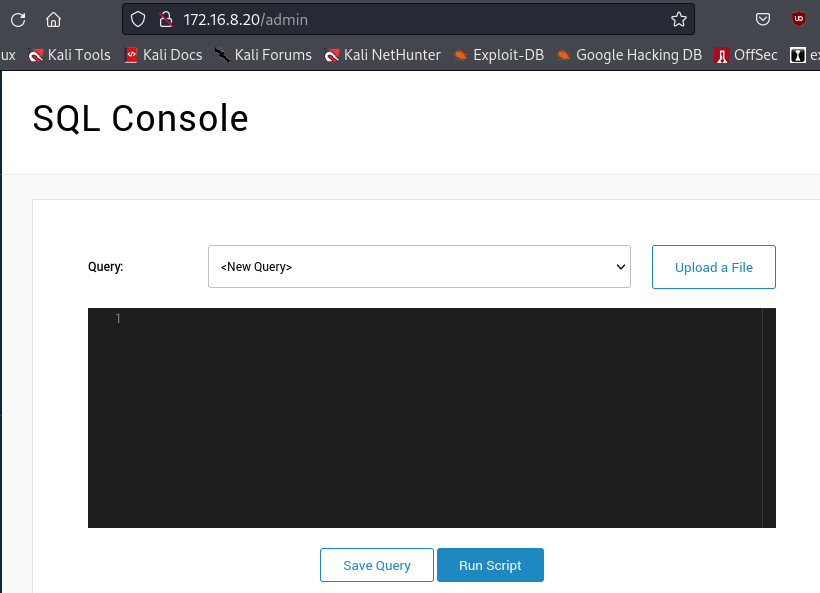 172.16.8.20/admin
ux Kali Tools Kali Docs Kali Forums Kali NetHunter Exploit-DB Google Hacking DB OffSec ex
SQL Console
Query: <New Query> Upload a File
1
Save Query Run Script